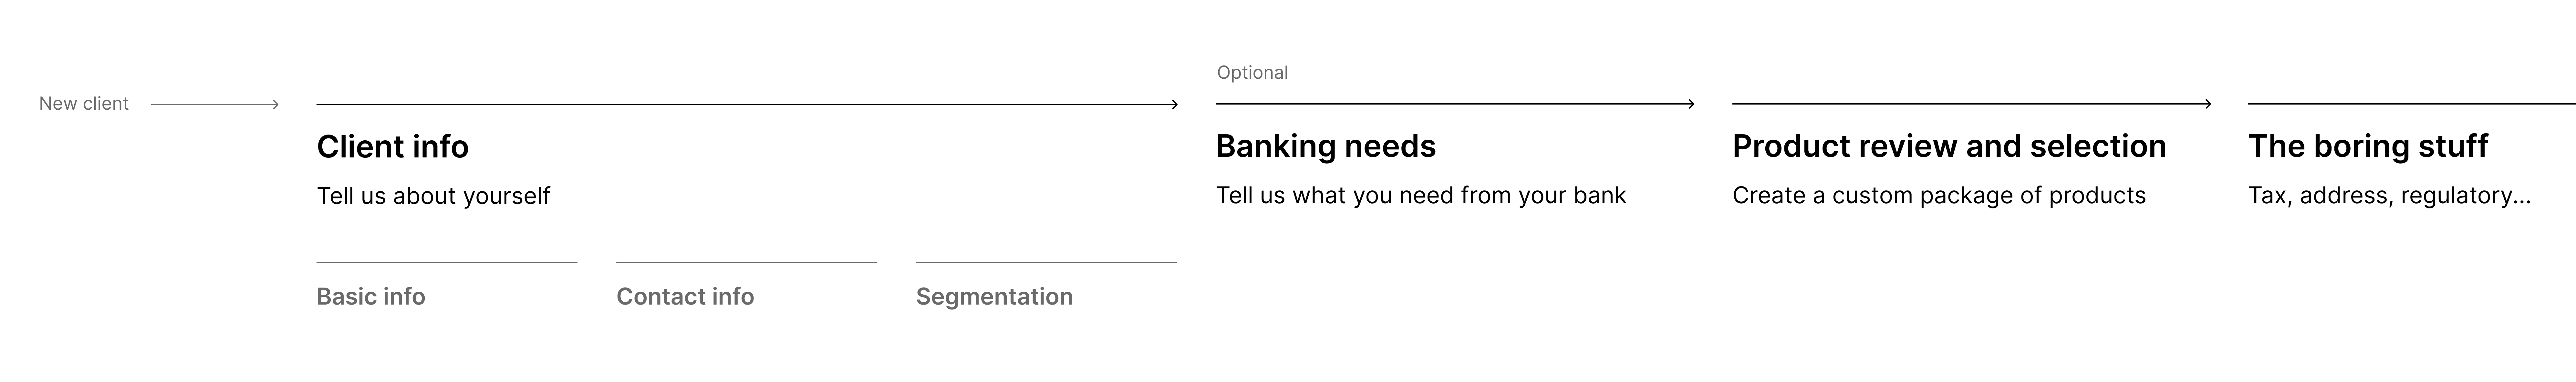 New client
Client info
Tell us about yourself
Basic info
Contact info
Segmentation
Optional
Banking needs
Tell us what you need from your bank
Product review and selection
Create a custom package of products
The boring stuff
Tax, address, regulatory...